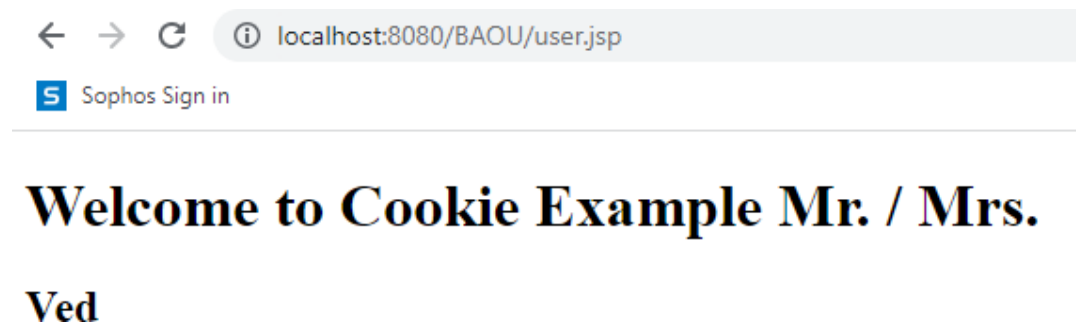 localhost:8080/BAOU/user.jsp
S Sophos Sign in
Welcome to Cookie Example Mr. / Mrs.
Ved